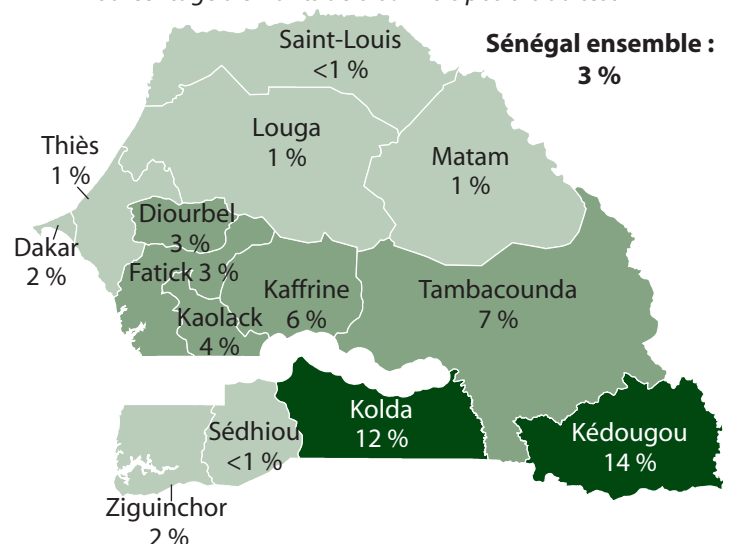 Saint-Louis
<1 %
Sénégal ensemble :
3 %
Louga
1 %
Matam
1 %
Thiès
1 %
Dakar
2 %
Diourbel
3 %
Fatick 3 %
Kaffrine
6 %
Tambacounda
7 %
Kaolack
4 %
Kolda
12 %
Kédougou
14 %
Sédhiou
<1 %
Ziguinchor
2 %